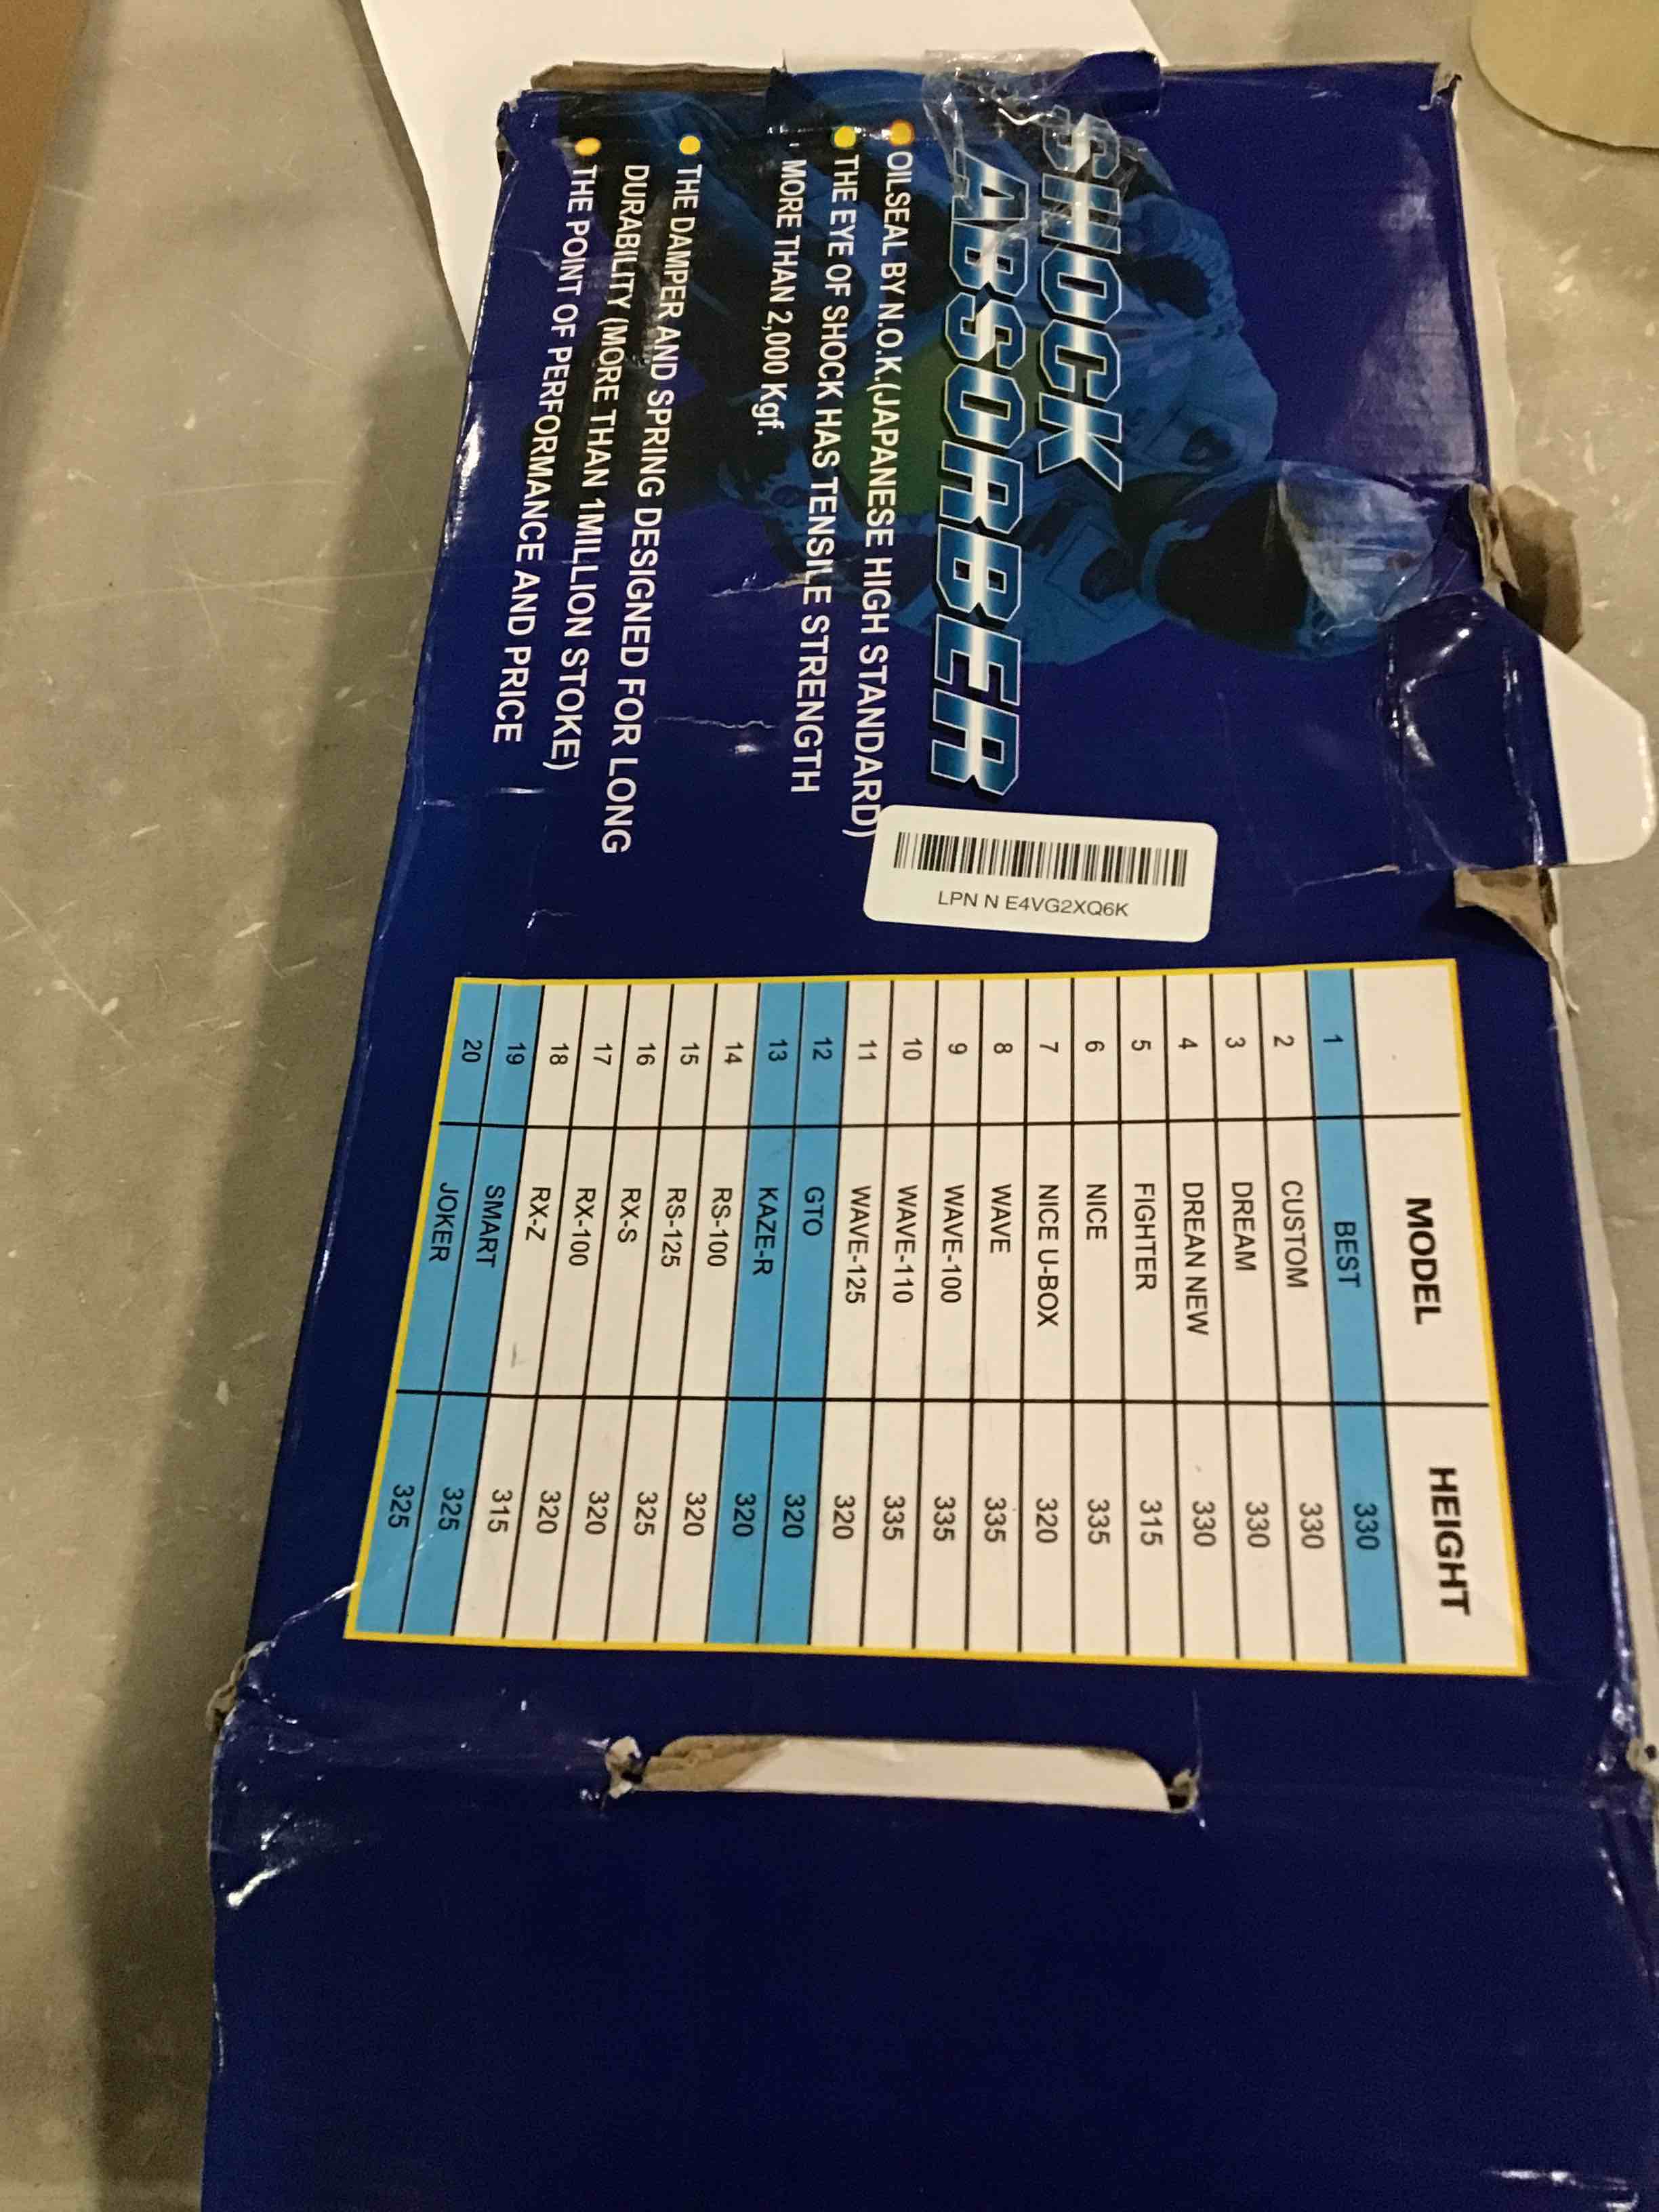 SHOCK
ABSORBER
OILSEAL BY N.O.K.(JAPANESE HIGH STANDARD)
THE EYE OF SHOCK HAS TENSILE STRENGTH
MORE THAN 2,000 Kgf.
THE DAMPER AND SPRING DESIGNED FOR LONG
DURABILITY (MORE THAN 1MILLION STOKE)
THE POINT OF PERFORMANCE AND PRICE
LPN N E4VG2XQ6K
MODEL HEIGHT
1 BEST 330
2 CUSTOM 330
3 DREAM 330
4 DREAN NEW 330
5 FIGHTER 315
6 NICE 335
7 NICE U-BOX 320
8 WAVE 335
9 WAVE-100 335
10 WAVE-110 335
11 WAVE-125 320
12 GTO 320
13 KAZE-R 320
14 RS-100 320
15 RS-125 325
16 RX-S 320
17 RX-100 320
18 RX-Z 315
19 SMART 325
20 JOKER 325